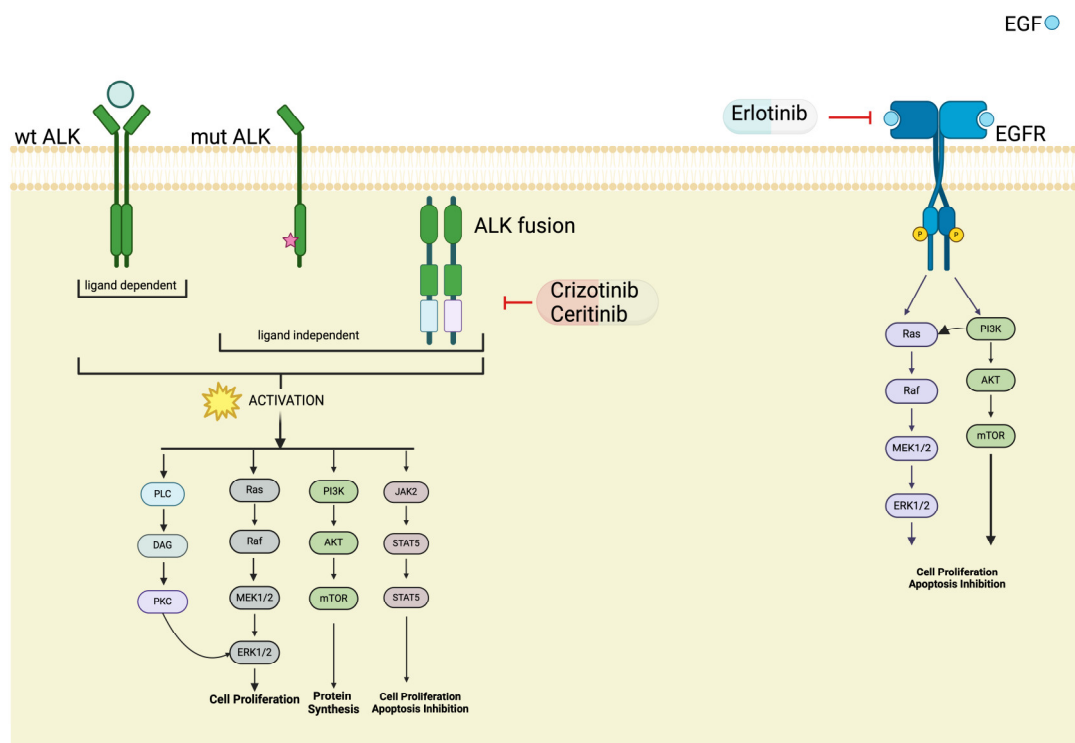 EGF
Erlotinib
wt ALK
mut ALK
EGFR
ALK fusion
P
P
ligand dependent
Crizotinib
Ceritinib
ligand independent
Ras
PI3K
ACTIVATION
Raf
AKT
MEK1/2
mTOR
PLC
Ras
PI3K
JAK2
ERK1/2
DAG
Raf
AKT
STAT5
Cell Proliferation
Apoptosis Inhibition
PKC
MEK1/2
mTOR
STAT5
ERK1/2
Cell Proliferation
Protein
Synthesis
Cell Proliferation
Apoptosis Inhibition